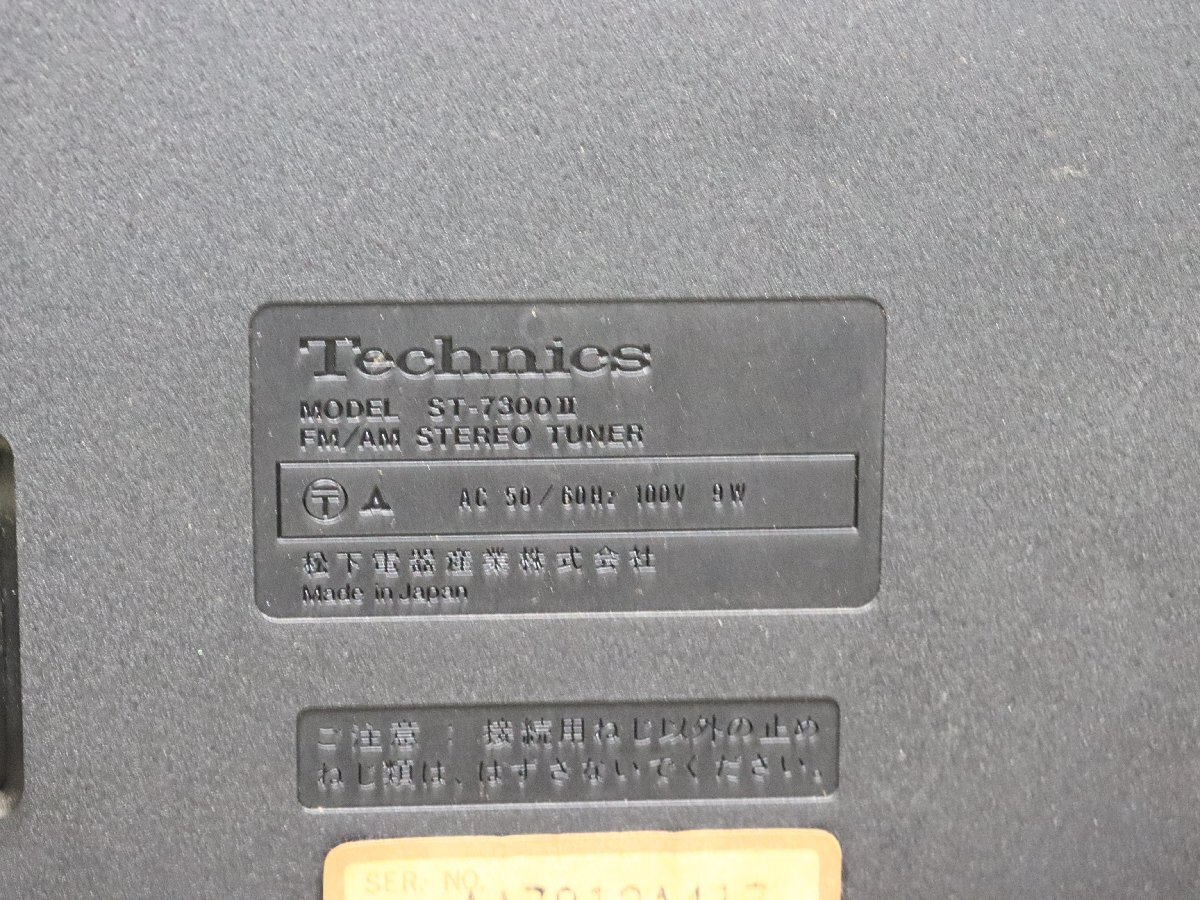 Technics
MODEL ST-7300II
FM/AM STEREO TUNER
〒 AC 50/60Hz 100V 9W
松下電器産業株式会社
Made in Japan
ご注意 : 接続用ねじ以外の止め
ねじ類は、はずさないでください。
SER. NO.